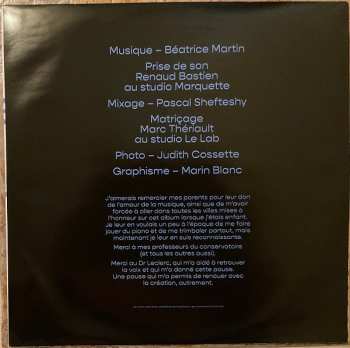 Musique – Béatrice Martin
Prise de son
Renaud Bastien
au studio Marquette
Mixage – Pascal Shefteshy
Matriçage
Marc Thériault
au studio Le Lab
Photo – Judith Cossette
Graphisme – Marin Blanc
J'aimerais remercier mes parents pour leur don
de l'amour de la musique, ainsi que de m'avoir
forcée à aller dans toutes les villes mises à
l'honneur sur cet album lorsque j'étais enfant.
Je leur en voulais un peu à l'époque de me faire
jouer du piano et de me trimbaler partout, mais
maintenant je leur en suis reconnaissante.
Merci à mes professeurs du conservatoire
(et tous les autres aussi).
Merci au Dr Leclerc, qui m'a aidé à retrouver
la voix et qui m'a donné cette pause.
Une pause qui m'a permis de renouer avec
la création, autrement.